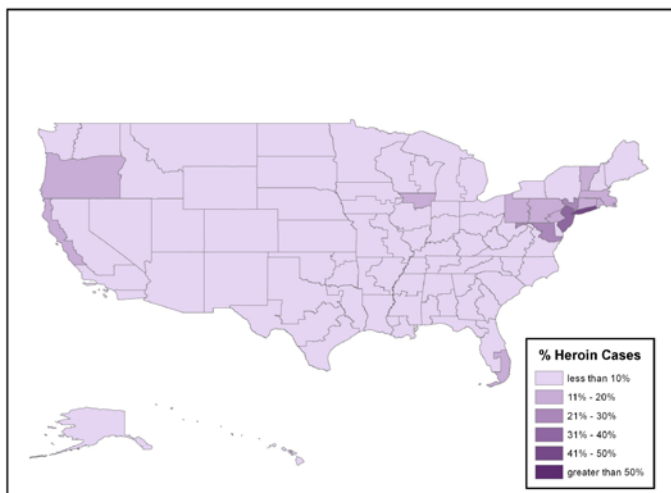 % Heroin Cases
less than 10%
11% - 20%
21% - 30%
31% - 40%
41% - 50%
greater than 50%